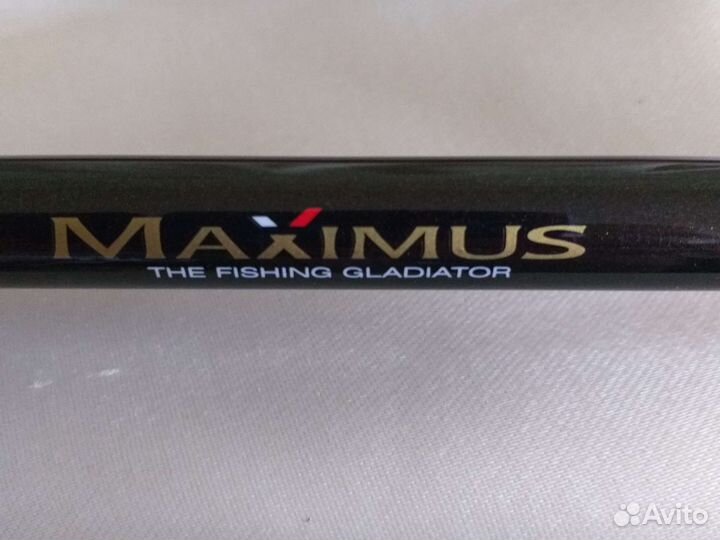 MAXIMUS
THE FISHING GLADIATOR
Avito